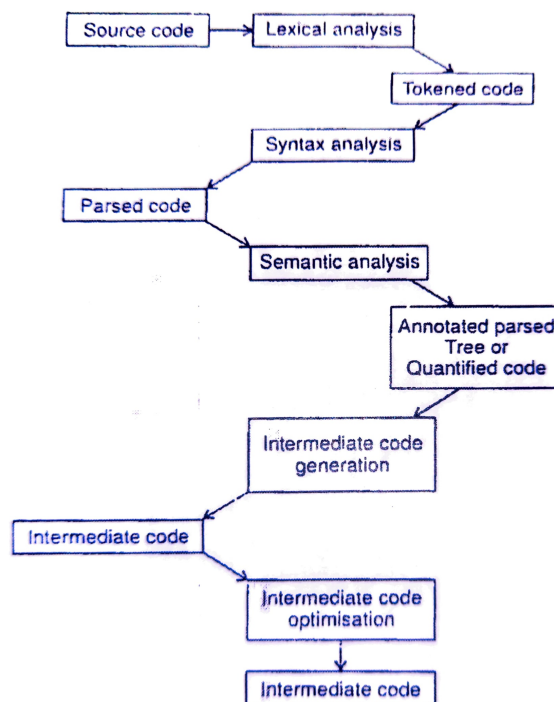 Source code
Lexical analysis
Tokened code
Syntax analysis
Parsed code
Semantic analysis
Annotated parsed
Tree or
Quantified code
Intermediate code
generation
Intermediate code
Intermediate code
optimisation
Intermediate code